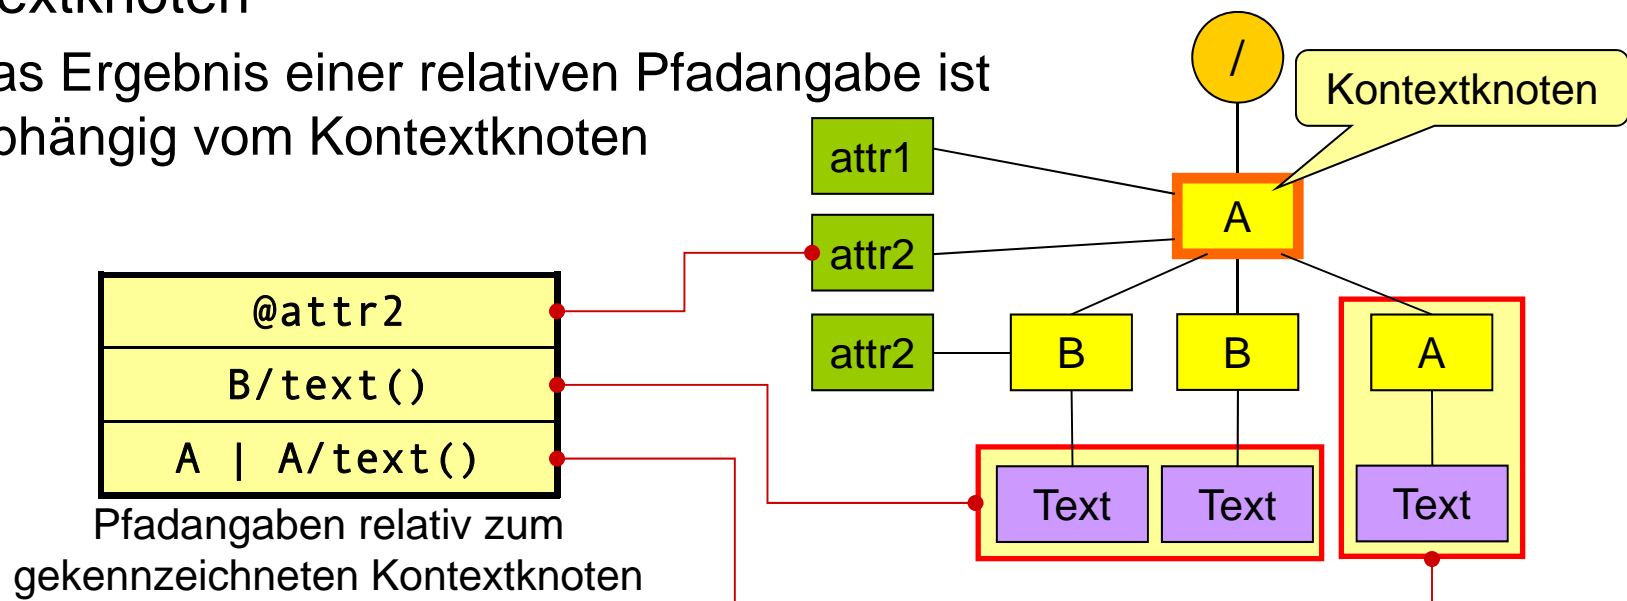 extknoten
as Ergebnis einer relativen Pfadangabe ist
bhängig vom Kontextknoten
/
Kontextknoten
attr1
A
attr2
@attr2
attr2
B
B
A
B/text()
A | A/text()
Text
Text
Text
Pfadangaben relativ zum
gekennzeichneten Kontextknoten